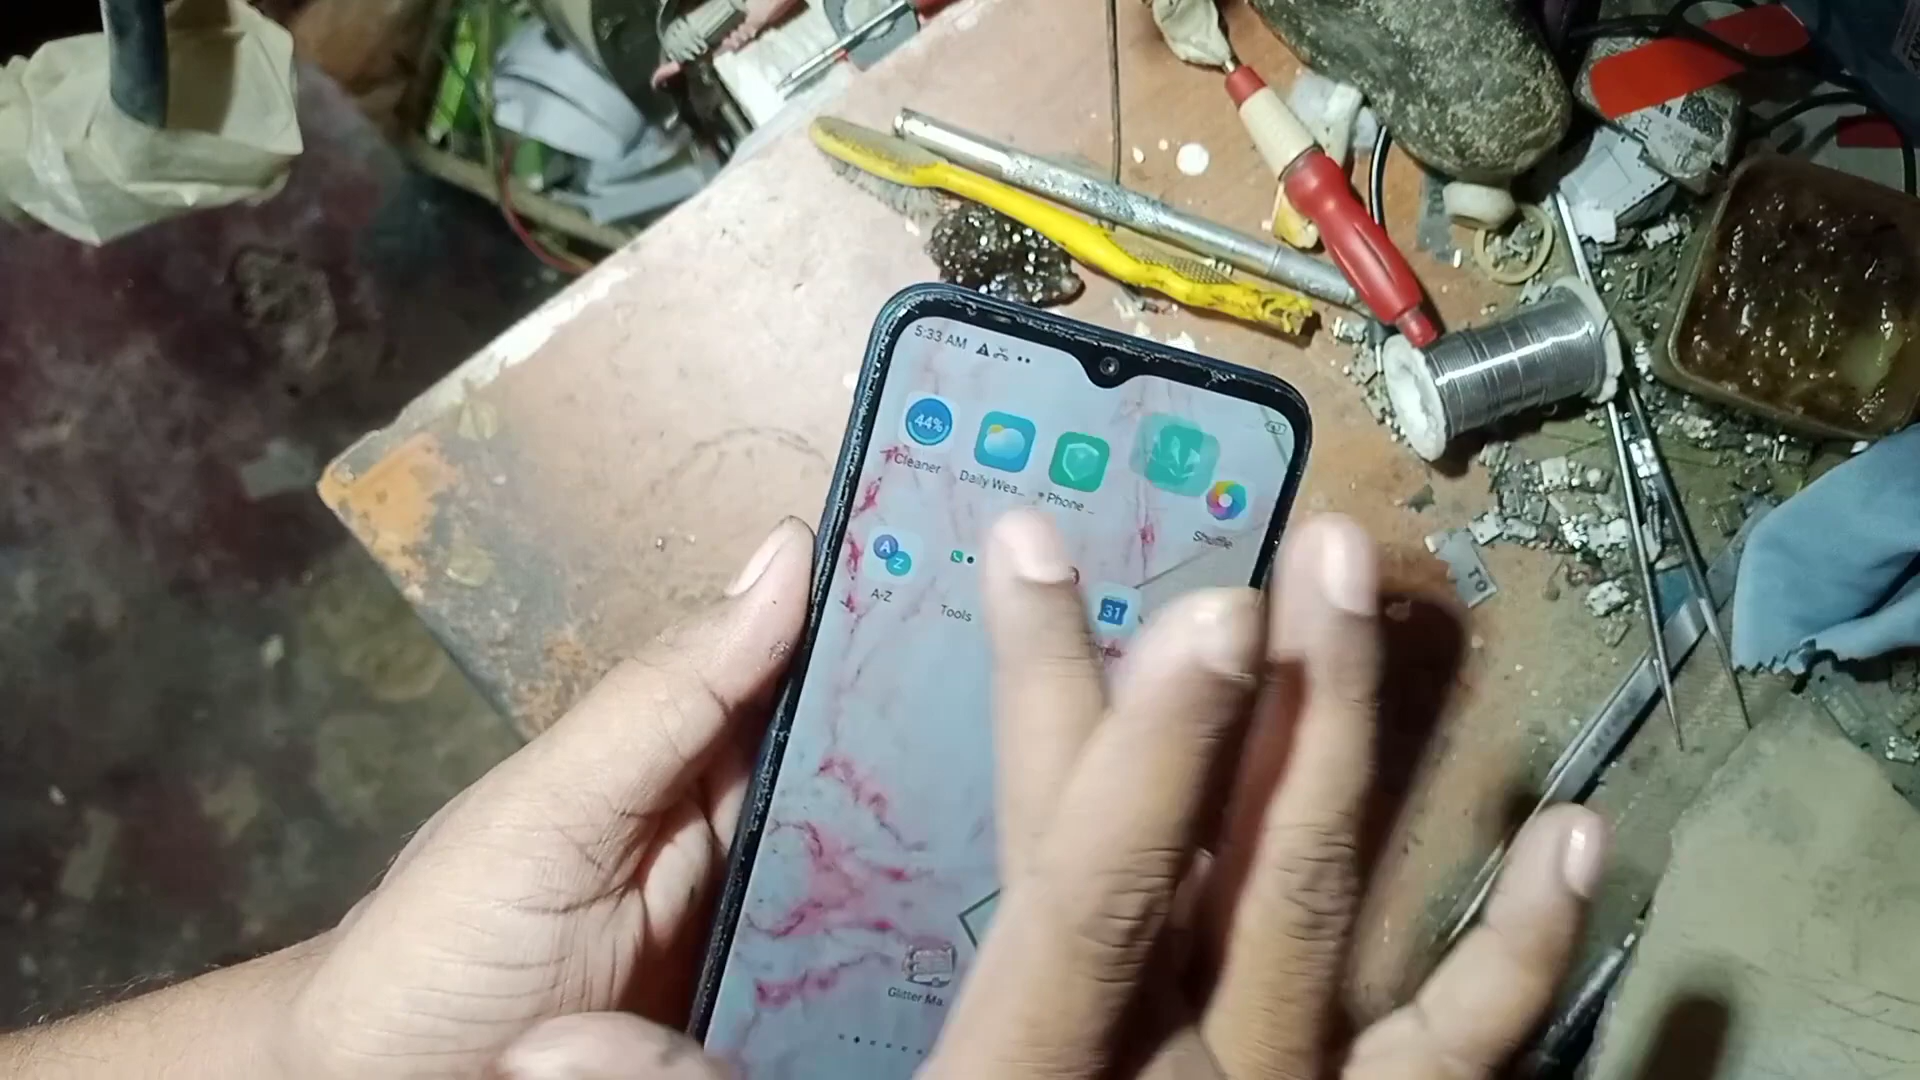 5:33 AM
44%
Cleaner
Daily Wea...
* Phone ...
Shuffle
A
Z
A-Z
Tools
31
Glitter Ma..